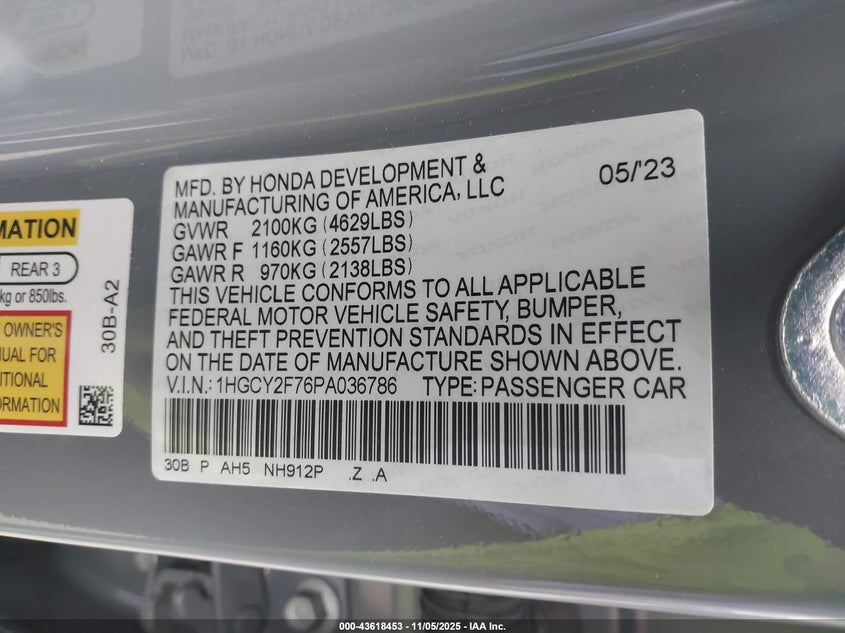 MFD. BY HONDA DEVELOPMENT &
MANUFACTURING OF AMERICA, LLC
05/'23
GVWR 2100KG (4629LBS)
GAWR F 1160KG (2557LBS)
GAWR R 970KG (2138LBS)
THIS VEHICLE CONFORMS TO ALL APPLICABLE
FEDERAL MOTOR VEHICLE SAFETY, BUMPER,
AND THEFT PREVENTION STANDARDS IN EFFECT
ON THE DATE OF MANUFACTURE SHOWN ABOVE.
V.I.N.: 1HGCY2F76PA036786 TYPE: PASSENGER CAR
30B P AH5 NH912P .Z .A
MATION
REAR 3
kg or 850lbs.
OWNER'S
UAL FOR
ITIONAL
ORMATION
30B-A2
000-43618453 - 11/05/2025 - IAA Inc.